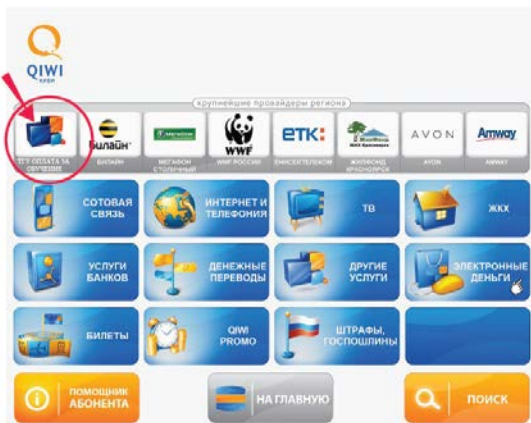 QIWI
крупнейшие провайдеры региона
Билайн
Мегафон
WWF
етк:
AVON
Amway
ОПЛАТА ЗА
ОБУЧЕНИЕ
БИЛАЙН
МЕГАФОН
СТОЛИЧНЫЙ
WWF РОССИИ
ЕНИСЕЙТЕЛЕКОМ
ЖИЛФОНД
КРАСНОЯРСК
AVON
AMWAY
СОТОВАЯ
СВЯЗЬ
ИНТЕРНЕТ И
ТЕЛЕФОНИЯ
ТВ
ЖКХ
УСЛУГИ
БАНКОВ
ДЕНЕЖНЫЕ
ПЕРЕВОДЫ
ДРУГИЕ
УСЛУГИ
ЭЛЕКТРОННЫЕ
ДЕНЬГИ
БИЛЕТЫ
QIWI
PROMO
ШТРАФЫ,
ГОСПОШЛИНЫ
ПОМОЩНИК
АБОНЕНТА
НА ГЛАВНУЮ
ПОИСК